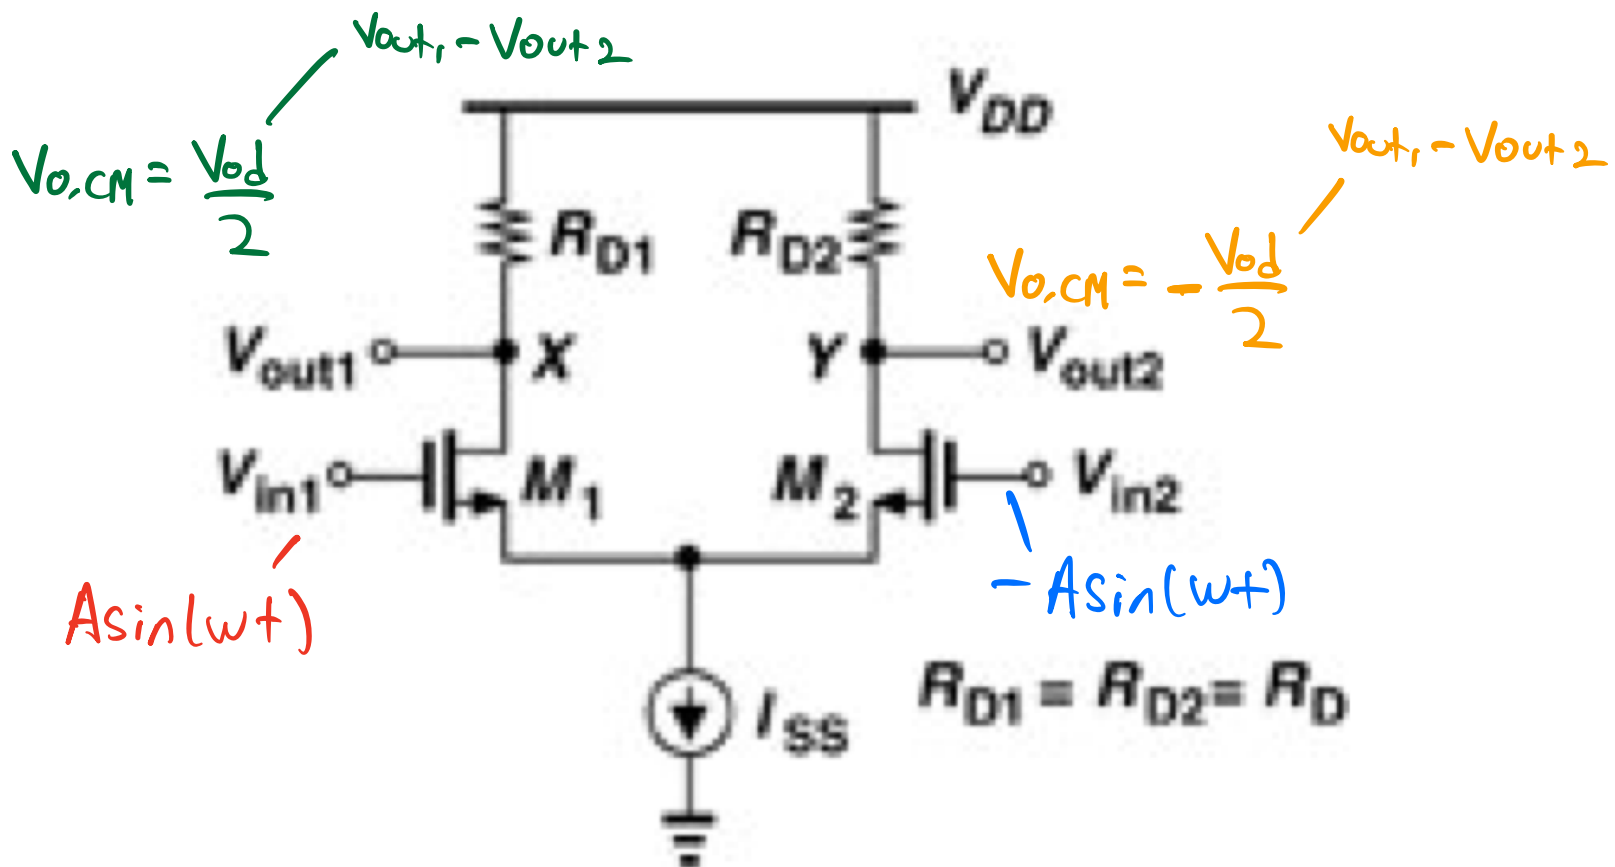 Vout1 - Vout2
VDD
Vout1 - Vout2
Vo,CM = Vod/2
RD1
RD2
Vo,CM = - Vod/2
Vout1
X
Y
Vout2
Vin1
M1
M2
Vin2
Asin(wt)
-Asin(wt)
ISS
RD1 = RD2 = RD